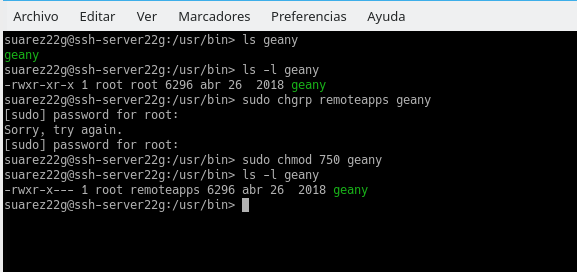 Archivo Editar Ver Marcadores Preferencias Ayuda
suarez22g@ssh-server22g:/usr/bin> ls geany
geany
suarez22g@ssh-server22g:/usr/bin> ls -l geany
-rwxr-xr-x 1 root root 6296 abr 26  2018 geany
suarez22g@ssh-server22g:/usr/bin> sudo chgrp remoteapps geany
[sudo] password for root:
Sorry, try again.
[sudo] password for root:
suarez22g@ssh-server22g:/usr/bin> sudo chmod 750 geany
suarez22g@ssh-server22g:/usr/bin> ls -l geany
-rwxr-x--- 1 root remoteapps 6296 abr 26  2018 geany
suarez22g@ssh-server22g:/usr/bin>